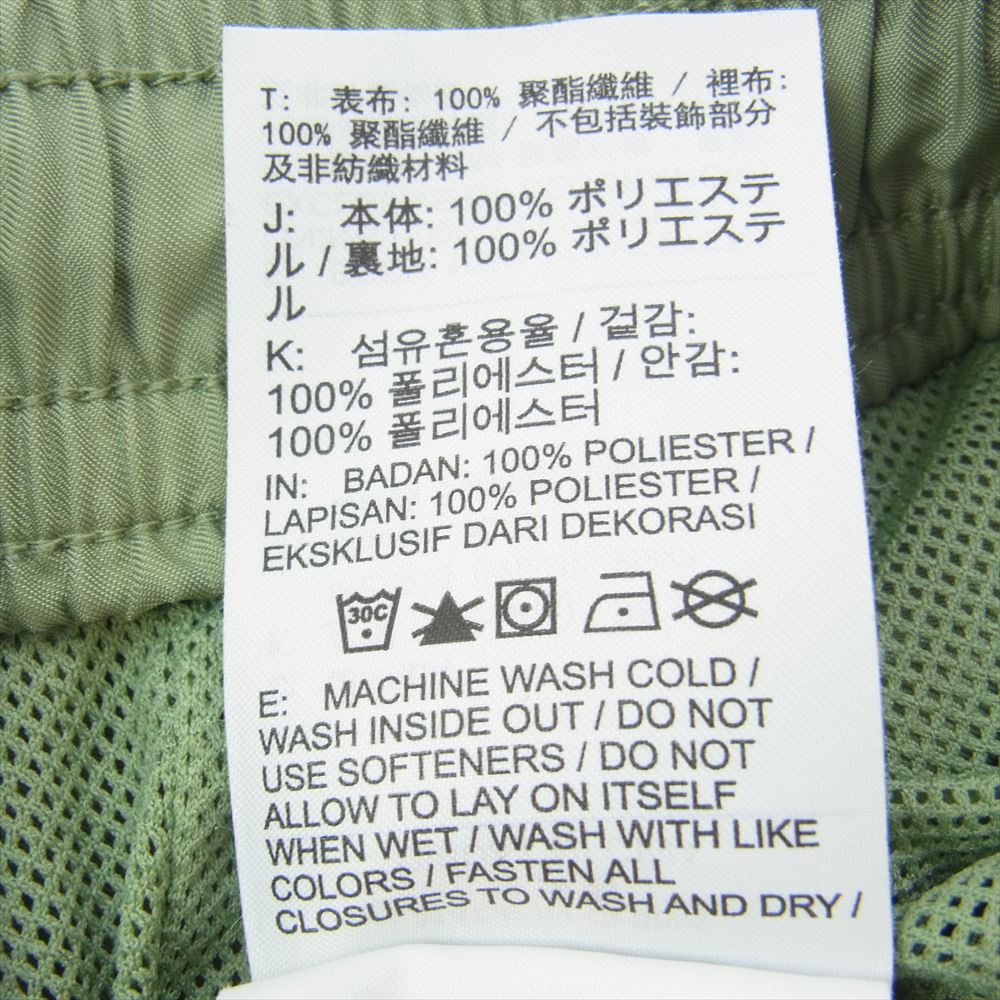 T: 表布: 100% 聚酯纖維 / 裡布:
100% 聚酯纖維 / 不包括裝飾部分
及非紡織材料
J: 本体: 100% ポリエステ
ル / 裏地: 100% ポリエステ
ル
K: 섬유혼용율 / 겉감:
100% 폴리에스터 / 안감:
100% 폴리에스터
IN: BADAN: 100% POLIESTER /
LAPISAN: 100% POLIESTER /
EKSKLUSIF DARI DEKORASI
30C
E: MACHINE WASH COLD /
WASH INSIDE OUT / DO NOT
USE SOFTENERS / DO NOT
ALLOW TO LAY ON ITSELF
WHEN WET / WASH WITH LIKE
COLORS / FASTEN ALL
CLOSURES TO WASH AND DRY /